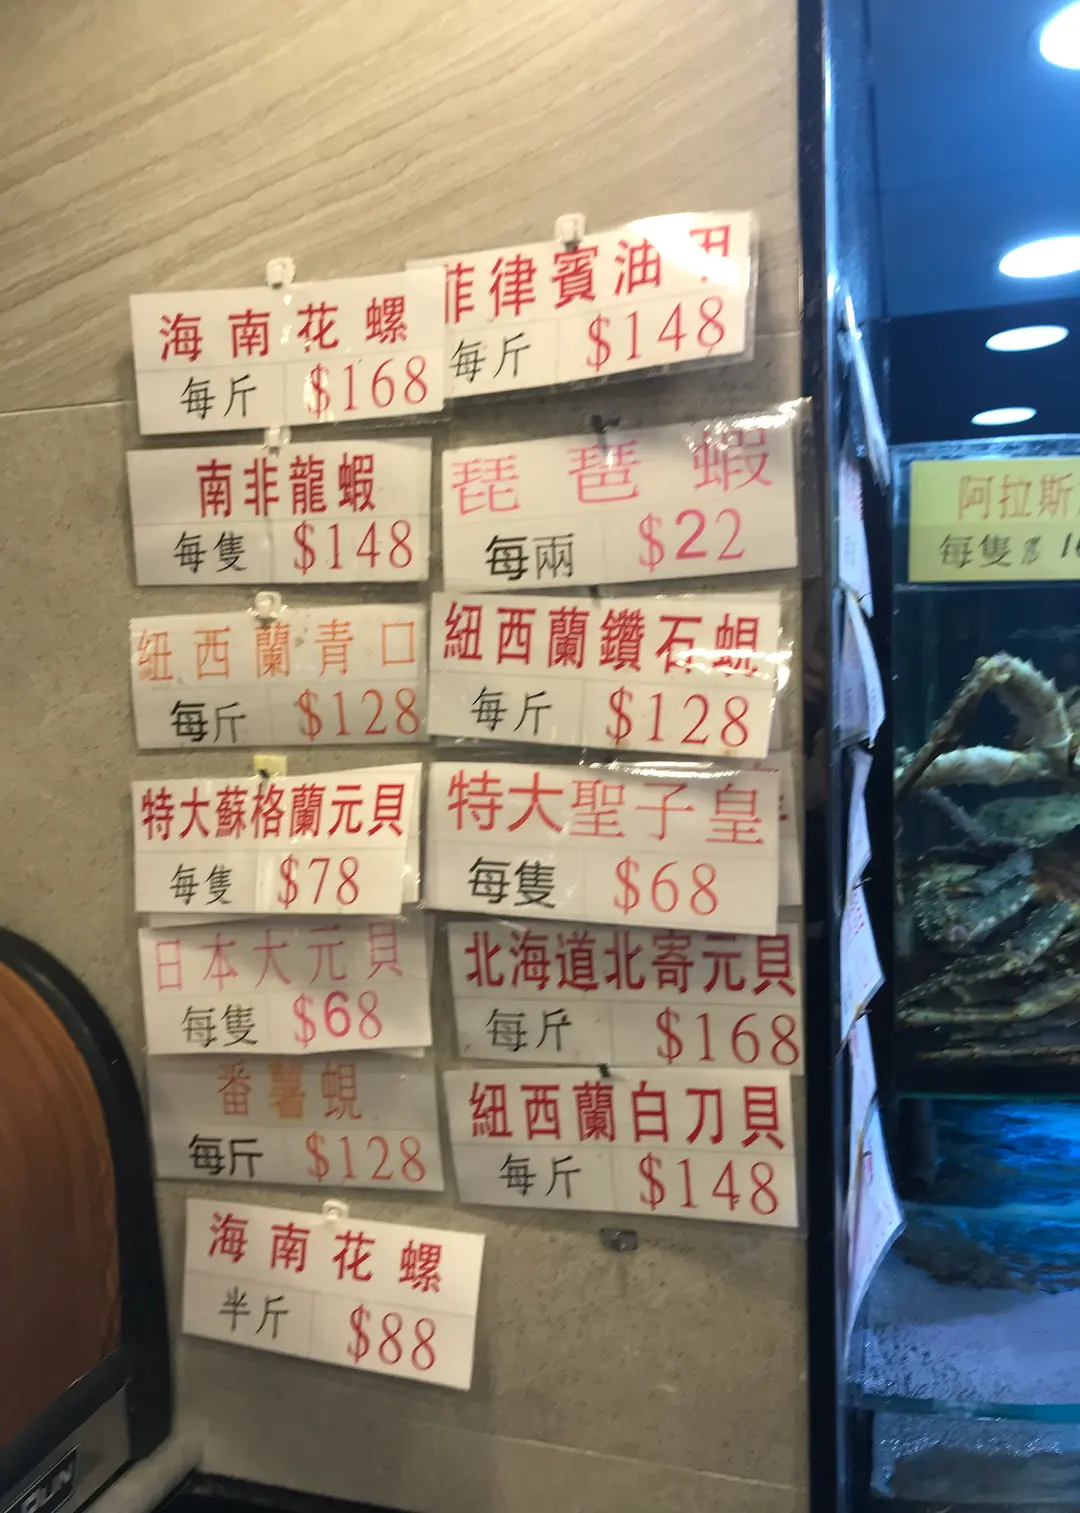 海南花螺
每斤 $168
菲律賓油
每斤 $148
南非龍蝦
每隻 $148
琵琶蝦
每兩 $22
紐西蘭青口
每斤 $128
紐西蘭鑽石蜆
每斤 $128
特大蘇格蘭元貝
每隻 $78
特大聖子皇
每隻 $68
日本大元貝
每隻 $68
北海道北寄元貝
每斤 $168
番薯蜆
每斤 $128
紐西蘭白刀貝
每斤 $148
海南花螺
半斤 $88
阿拉斯
每隻